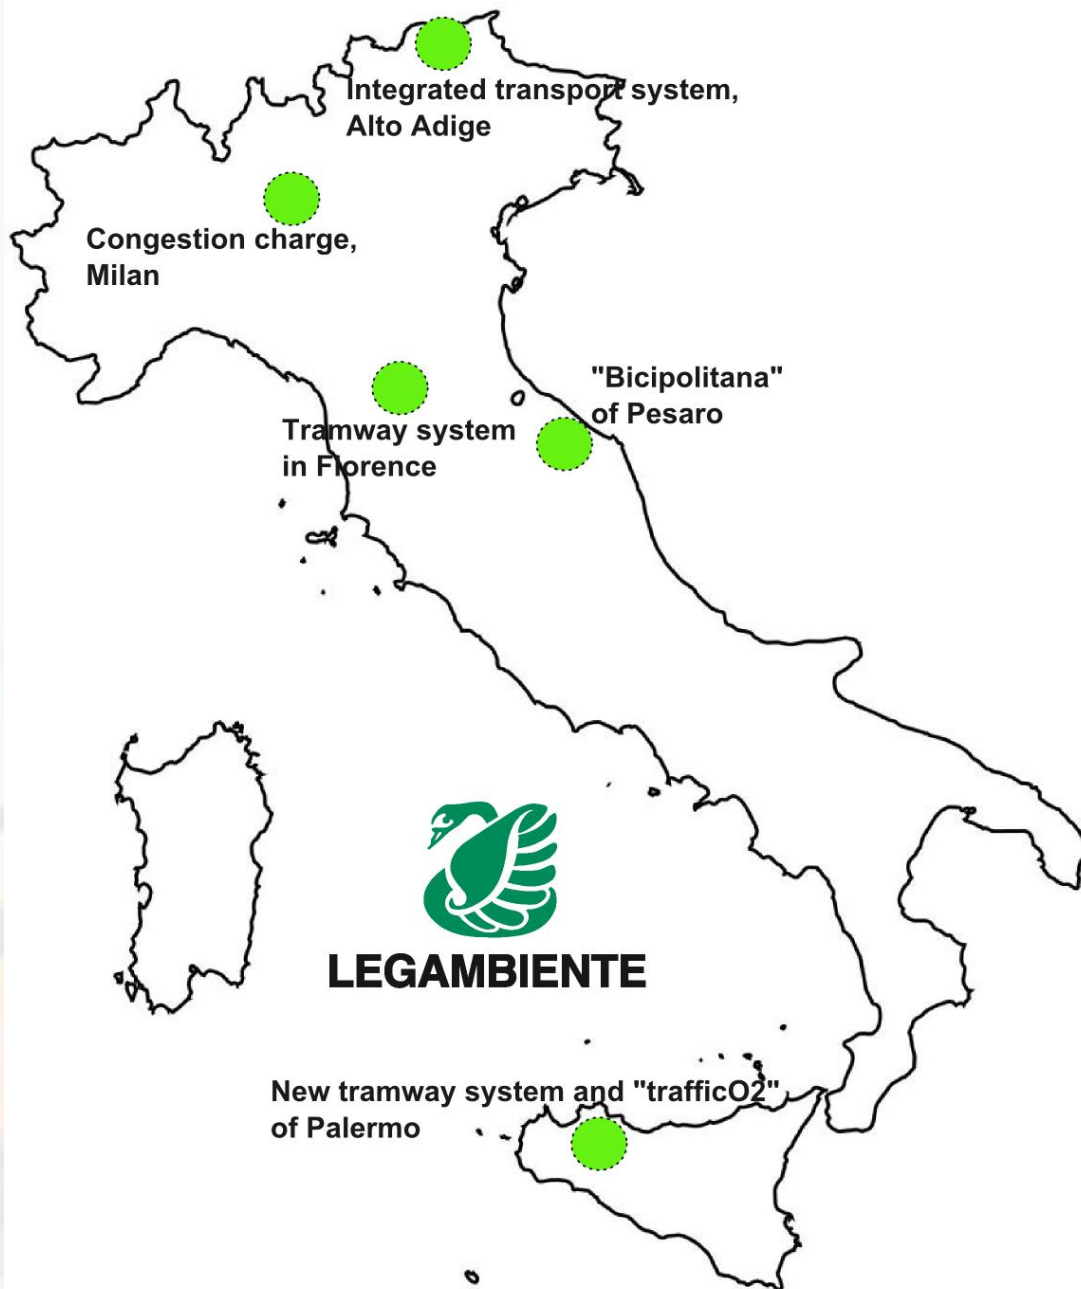 Integrated transport system,
Alto Adige
Congestion charge,
Milan
"Bicipolitana"
of Pesaro
Tramway system
in Florence
LEGAMBIENTE
New tramway system and "trafficO2"
of Palermo